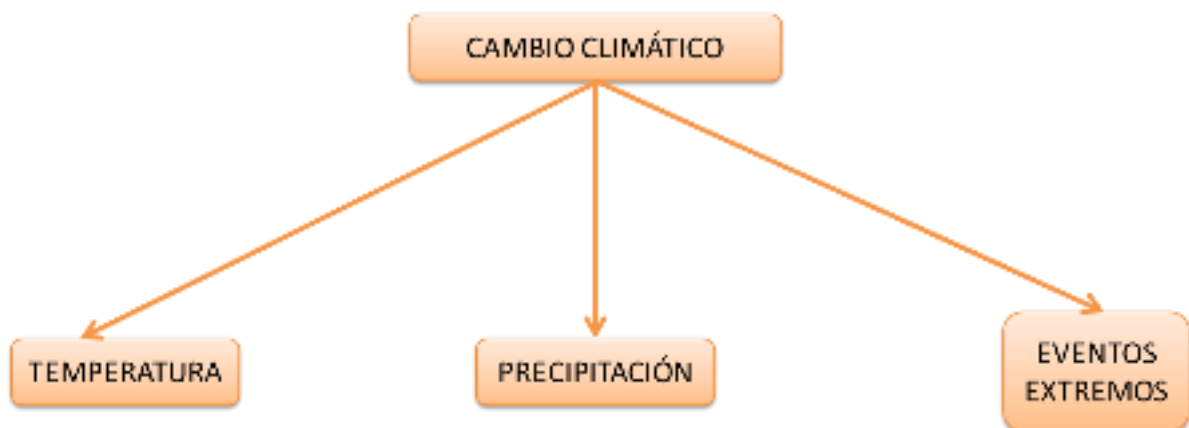 CAMBIO CLIMÁTICO
TEMPERATURA
PRECIPITACIÓN
EVENTOS
EXTREMOS